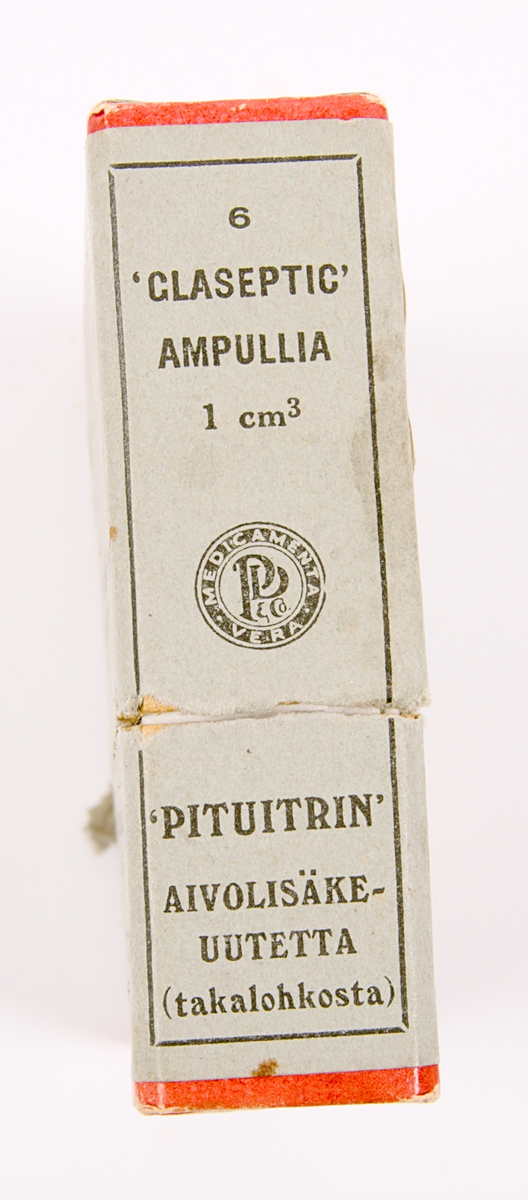 6
‘GLASEPTIC’
AMPULLIA
1 cm³
MEDICAMENTA
PD & Co.
VERA
‘PITUITRIN’
AIVOLISÄKE-
UUTETTA
(takalohkosta)